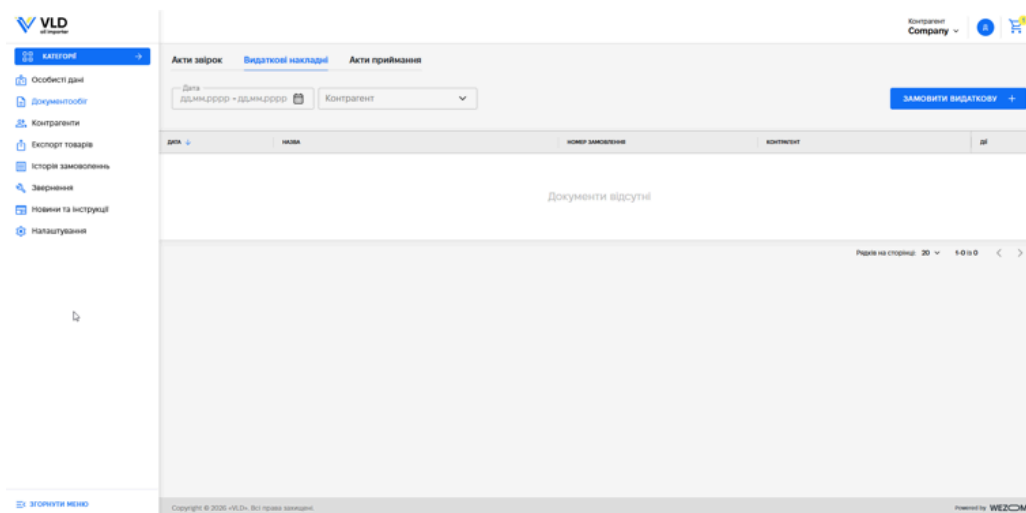 VLD
oil importer
Контрагент
Company
Д
КАТЕГОРІЇ
Особисті дані
Документообіг
Контрагенти
Експорт товарів
Історія замоволеннь
Звернення
Новини та інструкції
Налаштування
ЗГОРНУТИ МЕНЮ
Акти звірок Видаткові накладні Акти приймання
Дата
дд.мм.рррр – дд.мм.рррр
Контрагент
ЗАМОВИТИ ВИДАТКОВУ +
ДАТА НАЗВА НОМЕР ЗАМОВЛЕННЯ КОНТРАГЕНТ ДІЇ
Документи відсутні
Рядків на сторінці: 20 1-0 із 0
Copyright © 2026 «VLD». Всі права захищені.
Powered by WEZOM